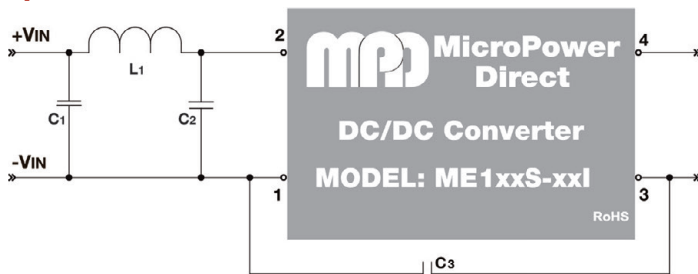 +VIN
L1
C1
C2
-VIN
2
1
MPD MicroPower
Direct
DC/DC Converter
MODEL: ME1xxS-xxI
RoHS
4
3
C3